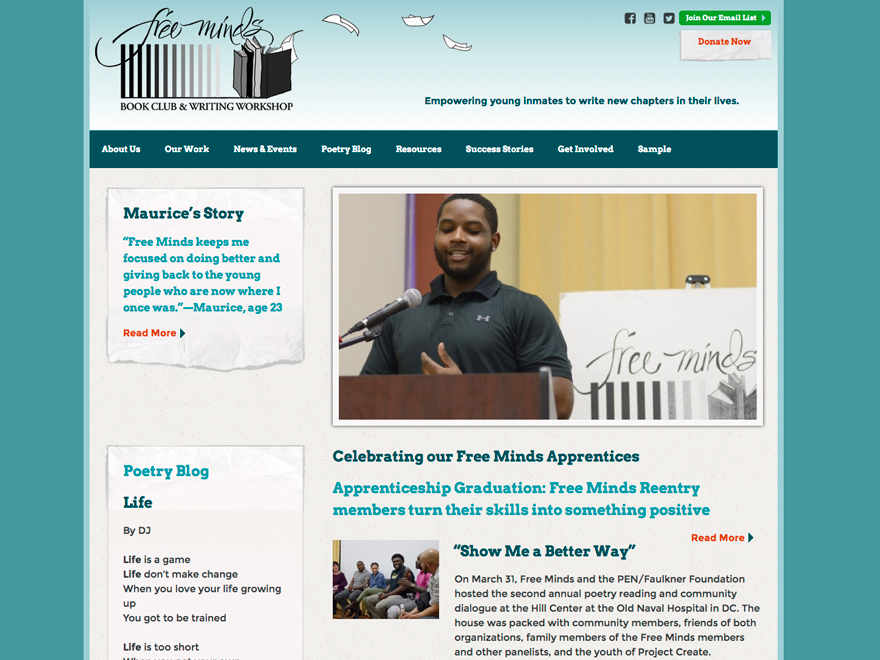 free minds
BOOK CLUB & WRITING WORKSHOP
Join Our Email List
Donate Now
Empowering young inmates to write new chapters in their lives.
About Us Our Work News & Events Poetry Blog Resources Success Stories Get Involved Sample
Maurice's Story
"Free Minds keeps me
focused on doing better and
giving back to the young
people who are now where I
once was."—Maurice, age 23
Read More
free minds
Celebrating our Free Minds Apprentices
Apprenticeship Graduation: Free Minds Reentry
members turn their skills into something positive
Read More
Poetry Blog
Life
By DJ
Life is a game
Life don't make change
When you love your life growing
up
You got to be trained
Life is too short
"Show Me a Better Way"
On March 31, Free Minds and the PEN/Faulkner Foundation
hosted the second annual poetry reading and community
dialogue at the Hill Center at the Old Naval Hospital in DC. The
house was packed with community members, friends of both
organizations, family members of the Free Minds members
and other panelists, and the youth of Project Create.